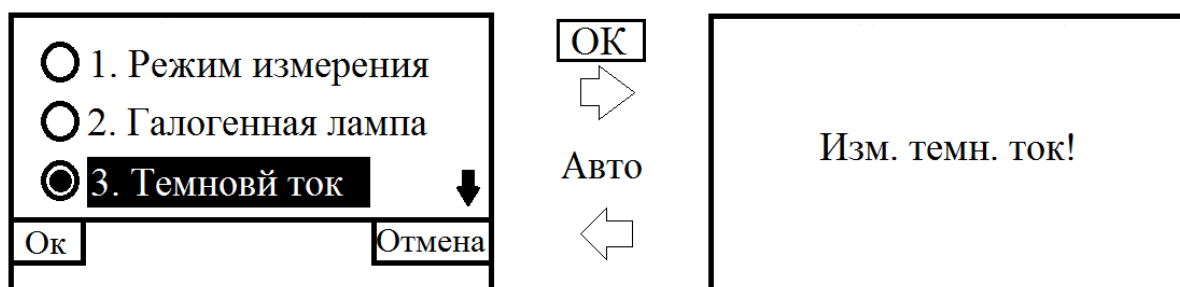 1. Режим измерения
2. Галогенная лампа
3. Темновй ток
Ок
Отмена
ОК
Авто
Изм. темн. ток!